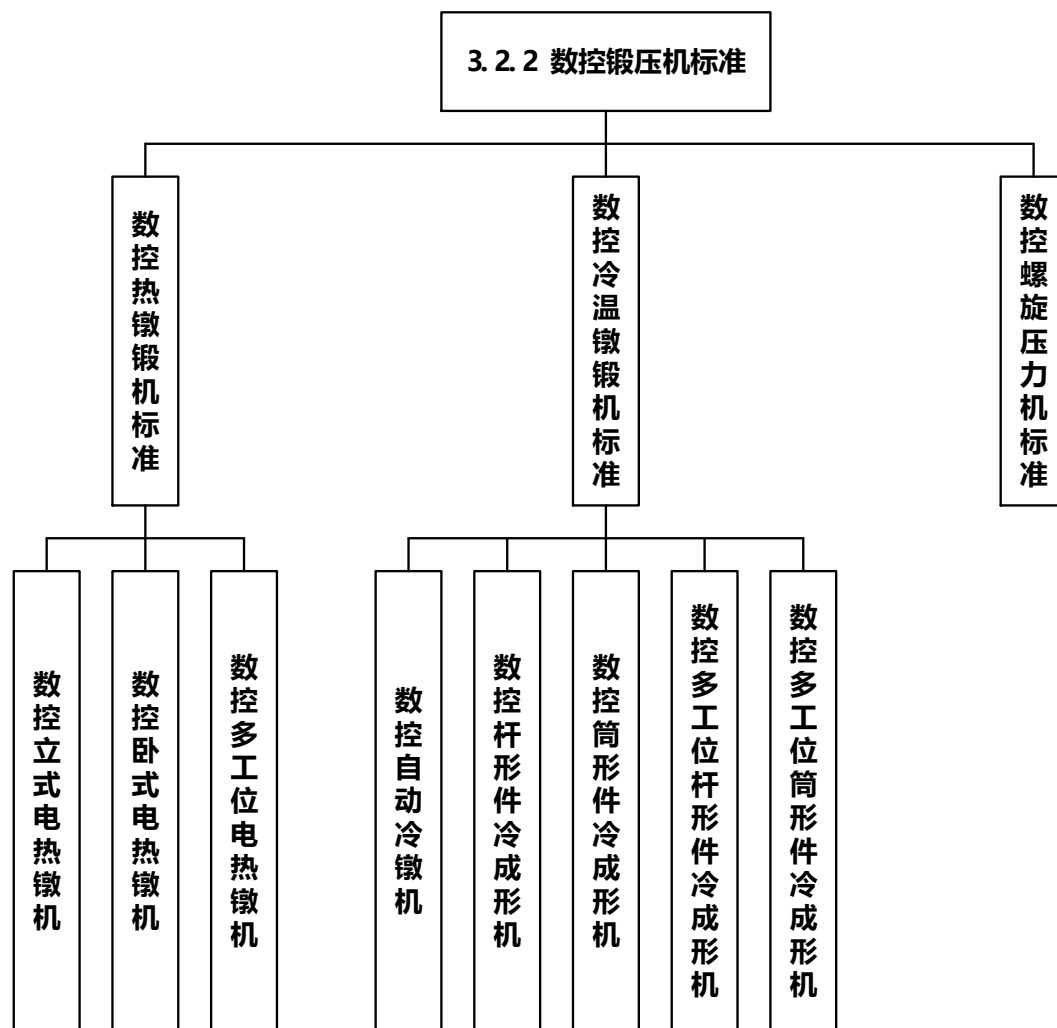 3.2.2 数控锻压机标准
数控热镦锻机标准
数控冷温镦锻机标准
数控螺旋压力机标准
数控立式电热镦机
数控卧式电热镦机
数控多工位电热镦机
数控自动冷镦机
数控杆形件冷成形机
数控筒形件冷成形机
数控多工位杆形件冷成形机
数控多工位筒形件冷成形机